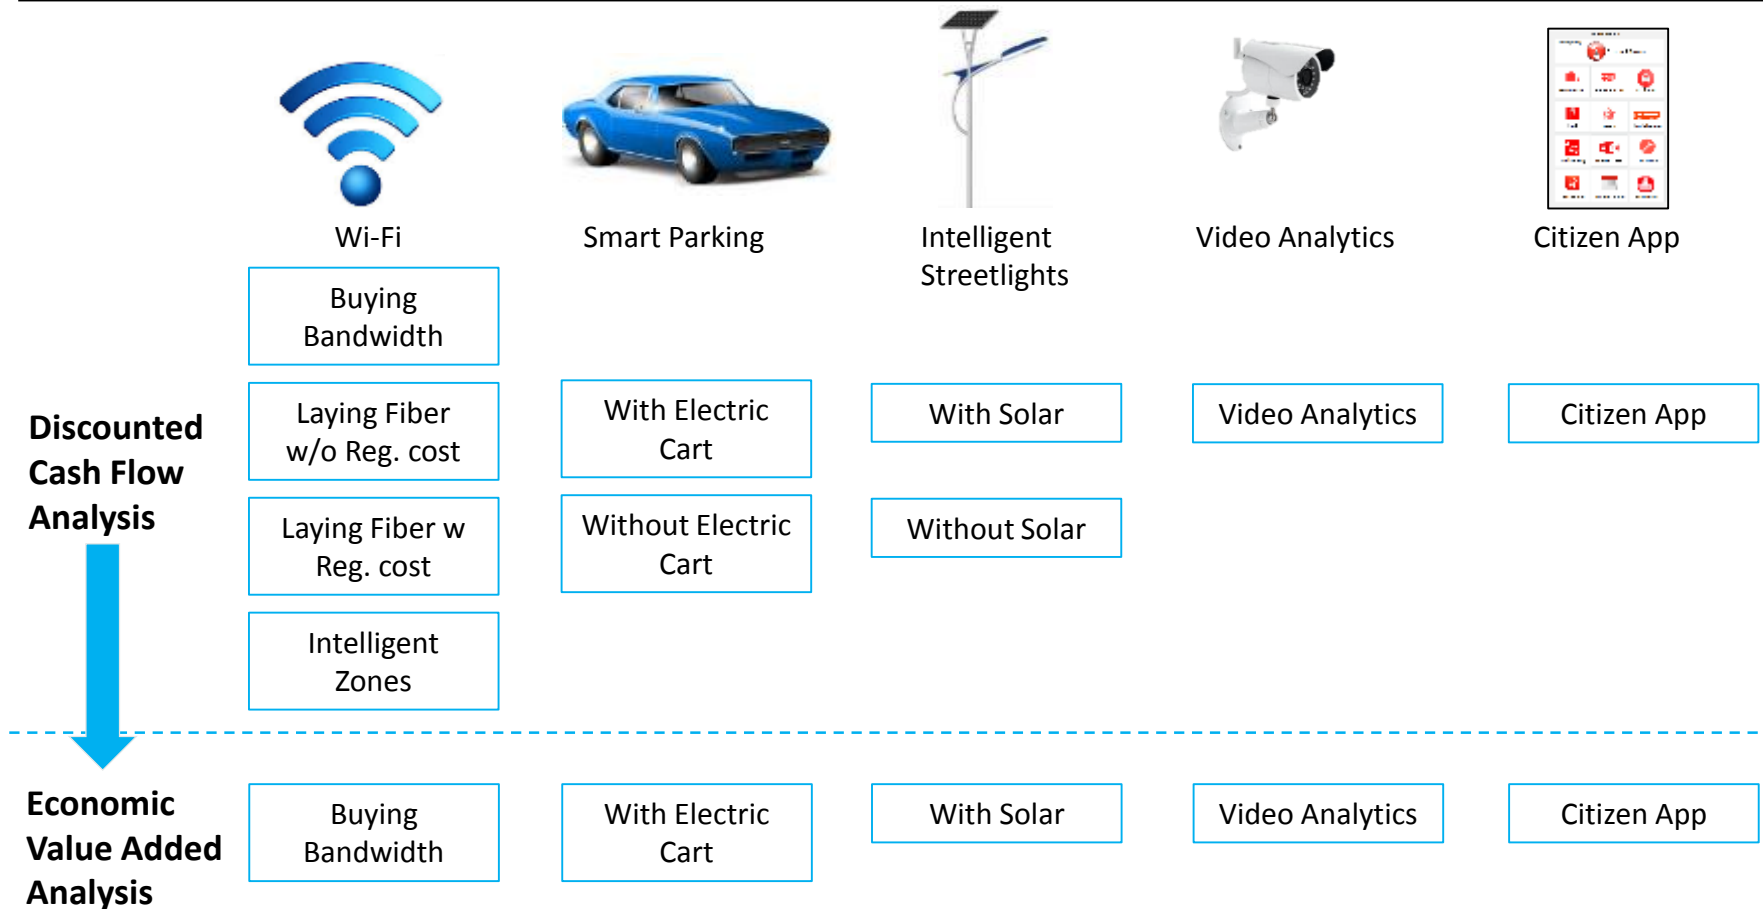 Wi-Fi
Smart Parking
Intelligent
Streetlights
Video Analytics
Citizen App
Discounted
Cash Flow
Analysis
Buying
Bandwidth
Laying Fiber
w/o Reg. cost
With Electric
Cart
With Solar
Video Analytics
Citizen App
Laying Fiber w
Reg. cost
Without Electric
Cart
Without Solar
Intelligent
Zones
Economic
Value Added
Analysis
Buying
Bandwidth
With Electric
Cart
With Solar
Video Analytics
Citizen App